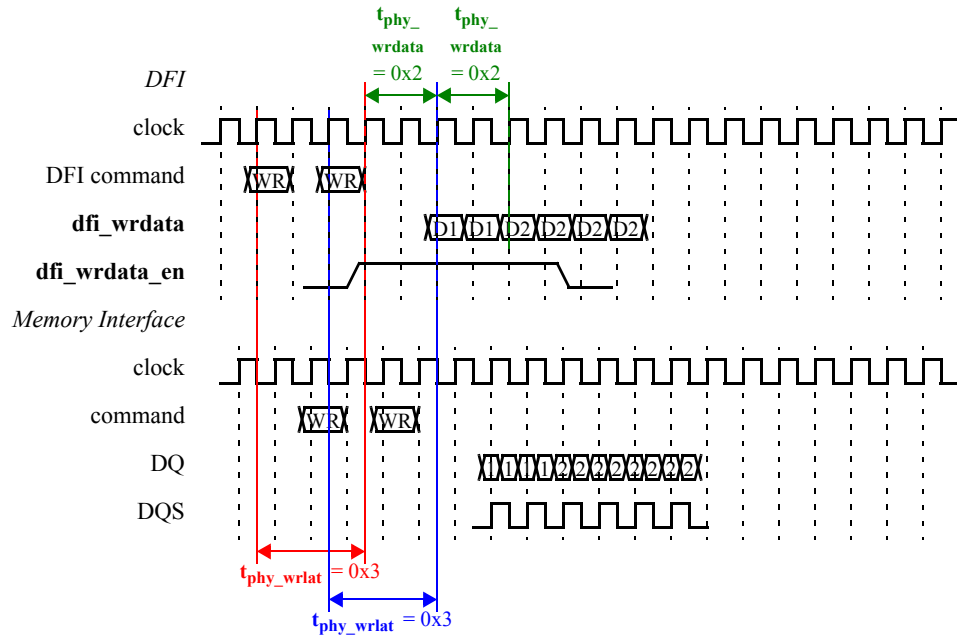 tphy_ tphy_
wrdata wrdata
= 0x2 = 0x2
DFI
clock
DFI command WR WR
dfi_wrdata D1 D1 D2 D2 D2 D2
dfi_wrdata_en
Memory Interface
clock
command WR WR
DQ 1 1 1 1 2 2 2 2 2 2 2 2
DQS
tphy_wrlat = 0x3
tphy_wrlat = 0x3